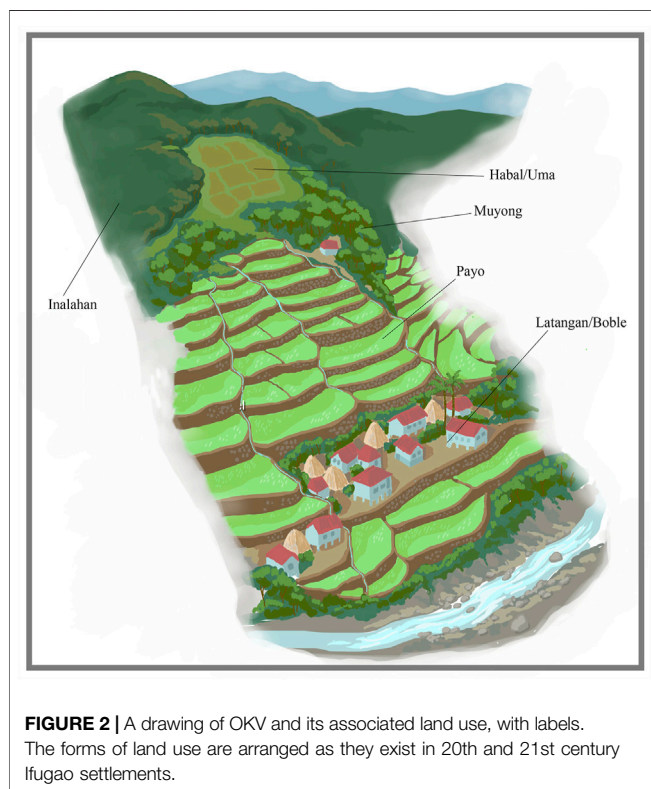 Habal/Uma
Muyong
Payo
Inalahan
Latangan/Boble
FIGURE 2 | A drawing of OKV and its associated land use, with labels.
The forms of land use are arranged as they exist in 20th and 21st century
Ifugao settlements.